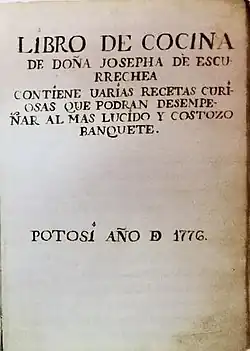 LIBRO DE COCINA
DE DOÑA JOSEPHA DE ESCU
RRECHEA
CONTIENE UARIAS RECETAS CURI
OSAS QUE PODRAN DESEMPE
ÑAR AL MAS LUCIDO Y COSTOZO
BANQUETE.
POTOSI AÑO D 1776.